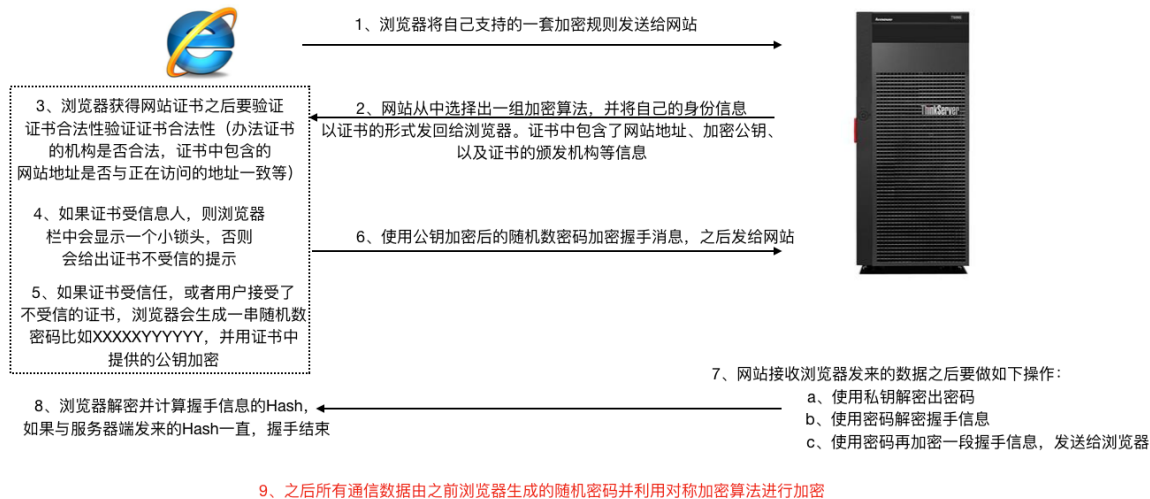 1、浏览器将自己支持的一套加密规则发送给网站
3、浏览器获得网站证书之后要验证
证书合法性验证证书合法性（办法证书
的机构是否合法，证书中包含的
网站地址是否与正在访问的地址一致等）
2、网站从中选择出一组加密算法，并将自己的身份信息
以证书的形式发回给浏览器。证书中包含了网站地址、加密公钥、
以及证书的颁发机构等信息
ThinkServer
4、如果证书受信息人，则浏览器
栏中会显示一个小锁头，否则
会给出证书不受信的提示
5、如果证书受信任，或者用户接受了
不受信的证书，浏览器会生成一串随机数
密码比如XXXXXYYYYYY，并用证书中
提供的公钥加密
6、使用公钥加密后的随机数密码加密握手消息，之后发给网站
7、网站接收浏览器发来的数据之后要做如下操作：
a、使用私钥解密出密码
b、使用密码解密握手信息
c、使用密码再加密一段握手信息，发送给浏览器
8、浏览器解密并计算握手信息的Hash，
如果与服务器端发来的Hash一直，握手结束
9、之后所有通信数据由之前浏览器生成的随机密码并利用对称加密算法进行加密